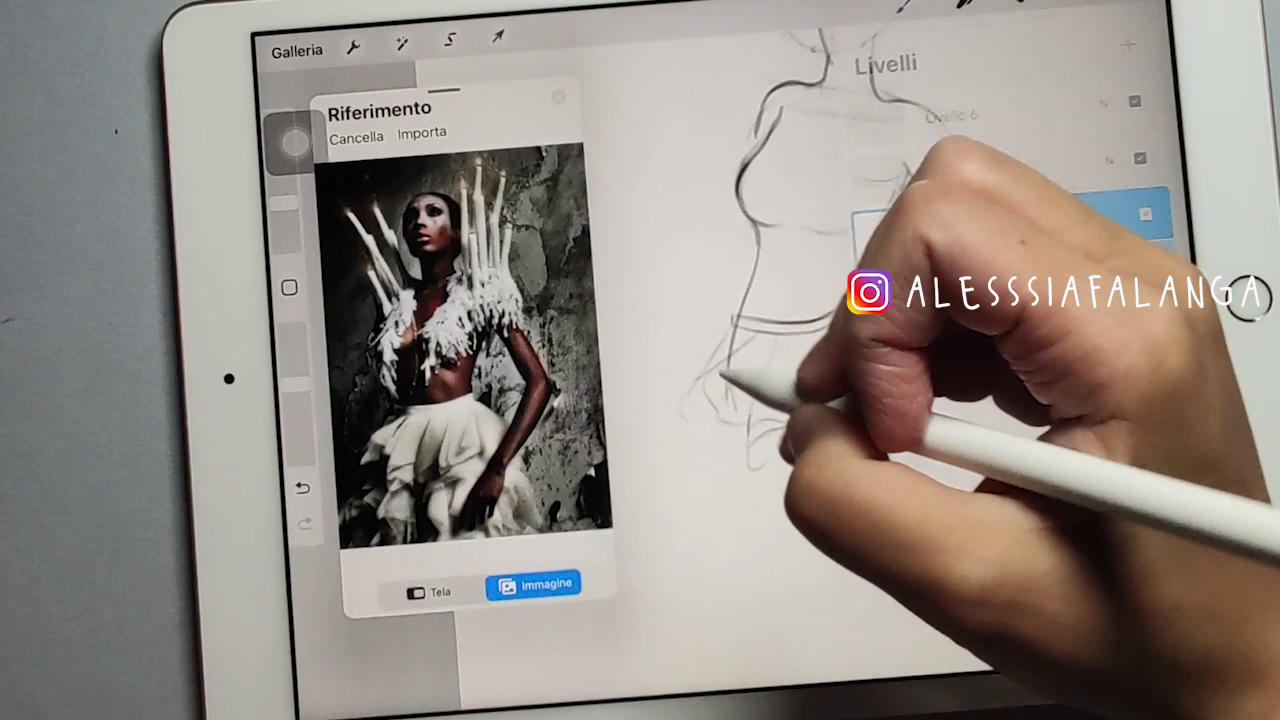 Galleria
Livelli
Riferimento
Cancella Importa
Livello 6
N
N
ALESSSIAFALANGA
Tela Immagine